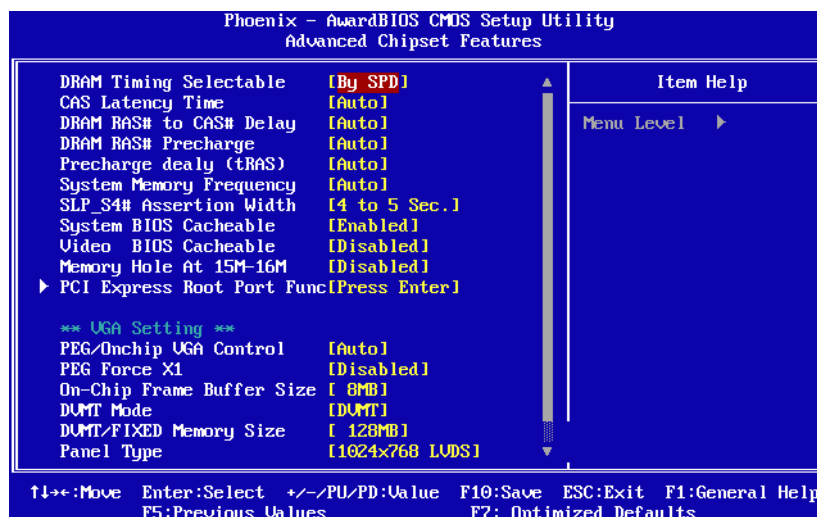 Phoenix - AwardBIOS CMOS Setup Utility
Advanced Chipset Features
DRAM Timing Selectable [By SPD]
CAS Latency Time [Auto]
DRAM RAS# to CAS# Delay [Auto]
DRAM RAS# Precharge [Auto]
Precharge dealy (tRAS) [Auto]
System Memory Frequency [Auto]
SLP_S4# Assertion Width [4 to 5 Sec.]
System BIOS Cacheable [Enabled]
Video BIOS Cacheable [Disabled]
Memory Hole At 15M-16M [Disabled]
PCI Express Root Port Func[Press Enter]
** VGA Setting **
PEG/Onchip VGA Control [Auto]
PEG Force X1 [Disabled]
On-Chip Frame Buffer Size [ 8MB]
DVMT Mode [DVMT]
DVMT/FIXED Memory Size [ 128MB]
Panel Type [1024x768 LVDS]
Item Help
Menu Level
↑↓→←:Move Enter:Select +/-/PU/PD:Value F10:Save ESC:Exit F1:General Help
F5:Previous Values F7: Optimized Defaults